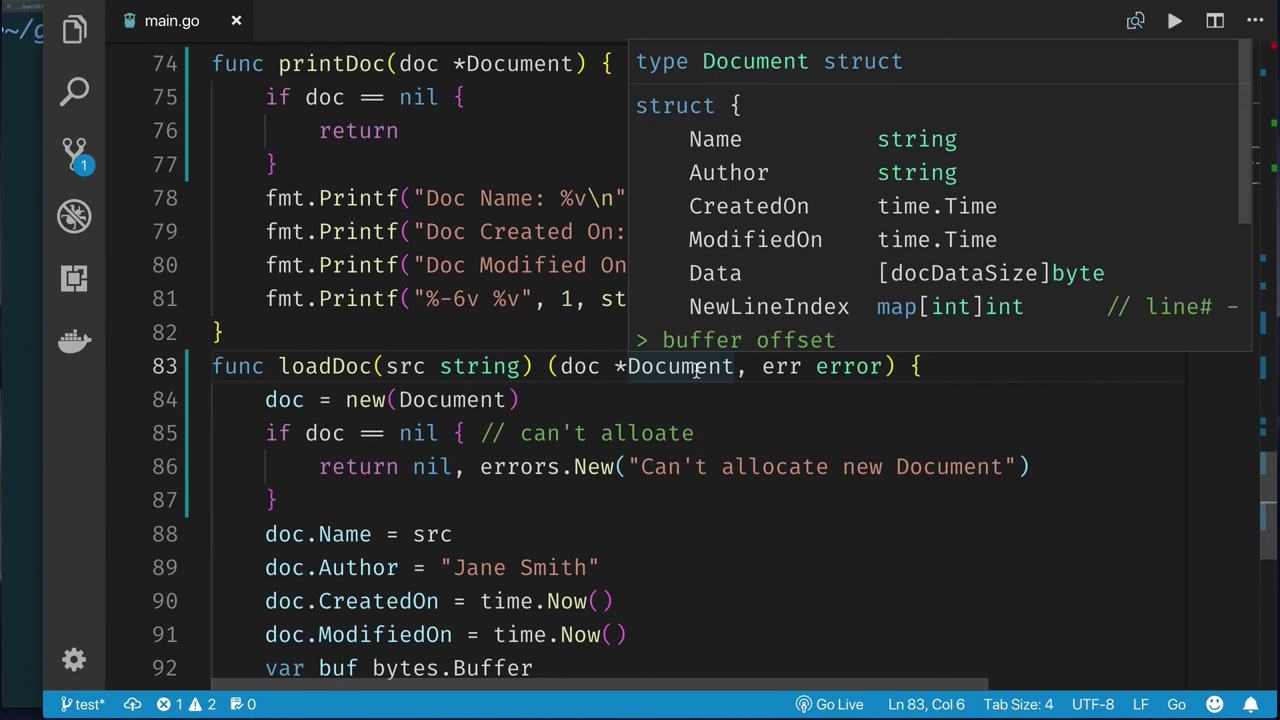 ~/g
main.go
74 func printDoc(doc *Document) {
75 if doc == nil {
76 return
77 }
78 fmt.Printf("Doc Name: %v\n"
79 fmt.Printf("Doc Created On:
80 fmt.Printf("Doc Modified On
81 fmt.Printf("%-6v %v", 1, st
82 }
type Document struct
struct {
Name string
Author string
CreatedOn time.Time
ModifiedOn time.Time
Data [docDataSize]byte
NewLineIndex map[int]int // line# -
> buffer offset
83 func loadDoc(src string) (doc *Document, err error) {
84 doc = new(Document)
85 if doc == nil { // can't alloate
86 return nil, errors.New("Can't allocate new Document")
87 }
88 doc.Name = src
89 doc.Author = "Jane Smith"
90 doc.CreatedOn = time.Now()
91 doc.ModifiedOn = time.Now()
92 var buf bytes.Buffer
1
test* 1 2 0 Go Live Ln 83, Col 6 Tab Size: 4 UTF-8 LF Go